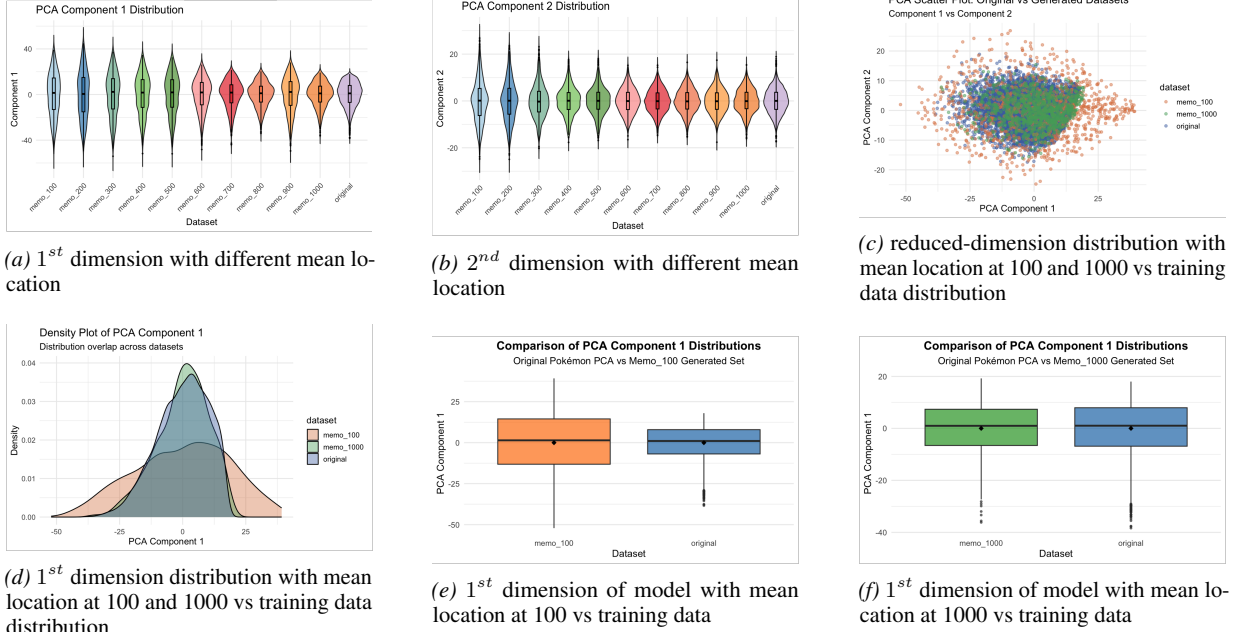 PCA Component 1 Distribution
Component 1
40
0
-40
memo_100
memo_200
memo_300
memo_400
memo_500
memo_600
memo_700
memo_800
memo_900
memo_1000
original
Dataset
(a) 1st dimension with different mean lo-
cation
PCA Component 2 Distribution
Component 2
20
0
-20
memo_100
memo_200
memo_300
memo_400
memo_500
memo_600
memo_700
memo_800
memo_900
memo_1000
original
Dataset
(b) 2nd dimension with different mean
location
PCA Scatter Plot: Original vs Generated Datasets
Component 1 vs Component 2
PCA Component 2
20
10
0
-10
-20
-50
-25
0
25
PCA Component 1
dataset
memo_100
memo_1000
original
(c) reduced-dimension distribution with
mean location at 100 and 1000 vs training
data distribution
Density Plot of PCA Component 1
Distribution overlap across datasets
Density
0.04
0.03
0.02
0.01
0.00
-50
-25
0
25
PCA Component 1
dataset
memo_100
memo_1000
original
(d) 1st dimension distribution with mean
location at 100 and 1000 vs training data
distribution
Comparison of PCA Component 1 Distributions
Original Pokémon PCA vs Memo_100 Generated Set
PCA Component 1
25
0
-25
-50
memo_100
original
Dataset
(e) 1st dimension of model with mean
location at 100 vs training data
Comparison of PCA Component 1 Distributions
Original Pokémon PCA vs Memo_1000 Generated Set
PCA Component 1
20
0
-20
-40
memo_1000
original
Dataset
(f) 1st dimension of model with mean lo-
cation at 1000 vs training data